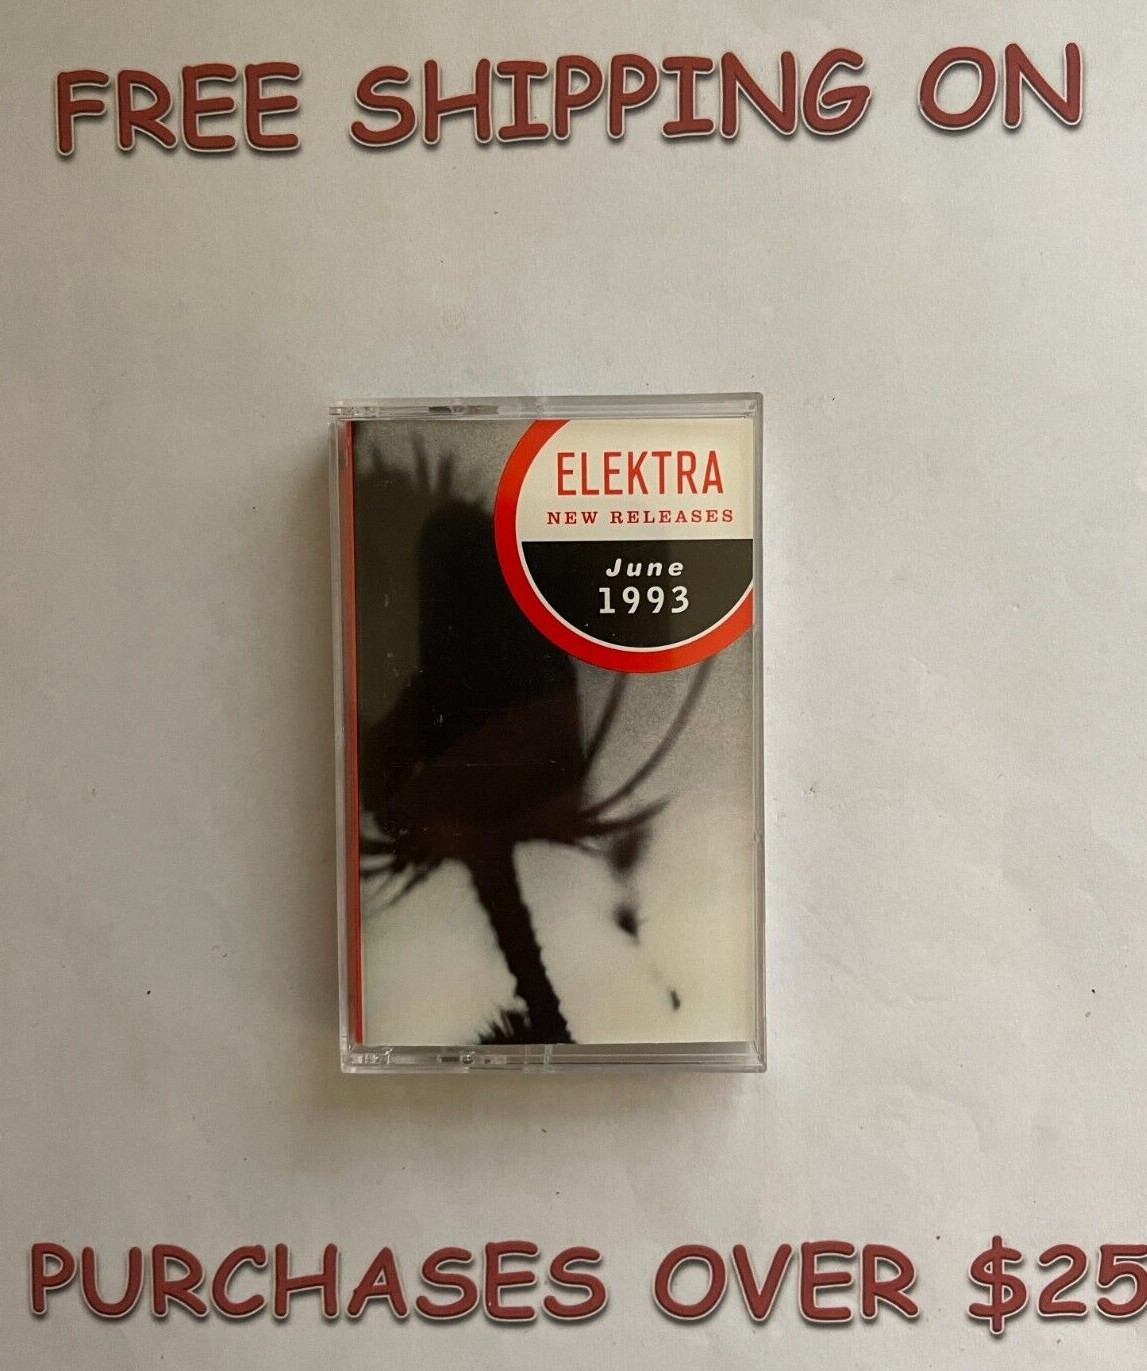 FREE SHIPPING ON
ELEKTRA
NEW RELEASES
June
1993
PURCHASES OVER $25